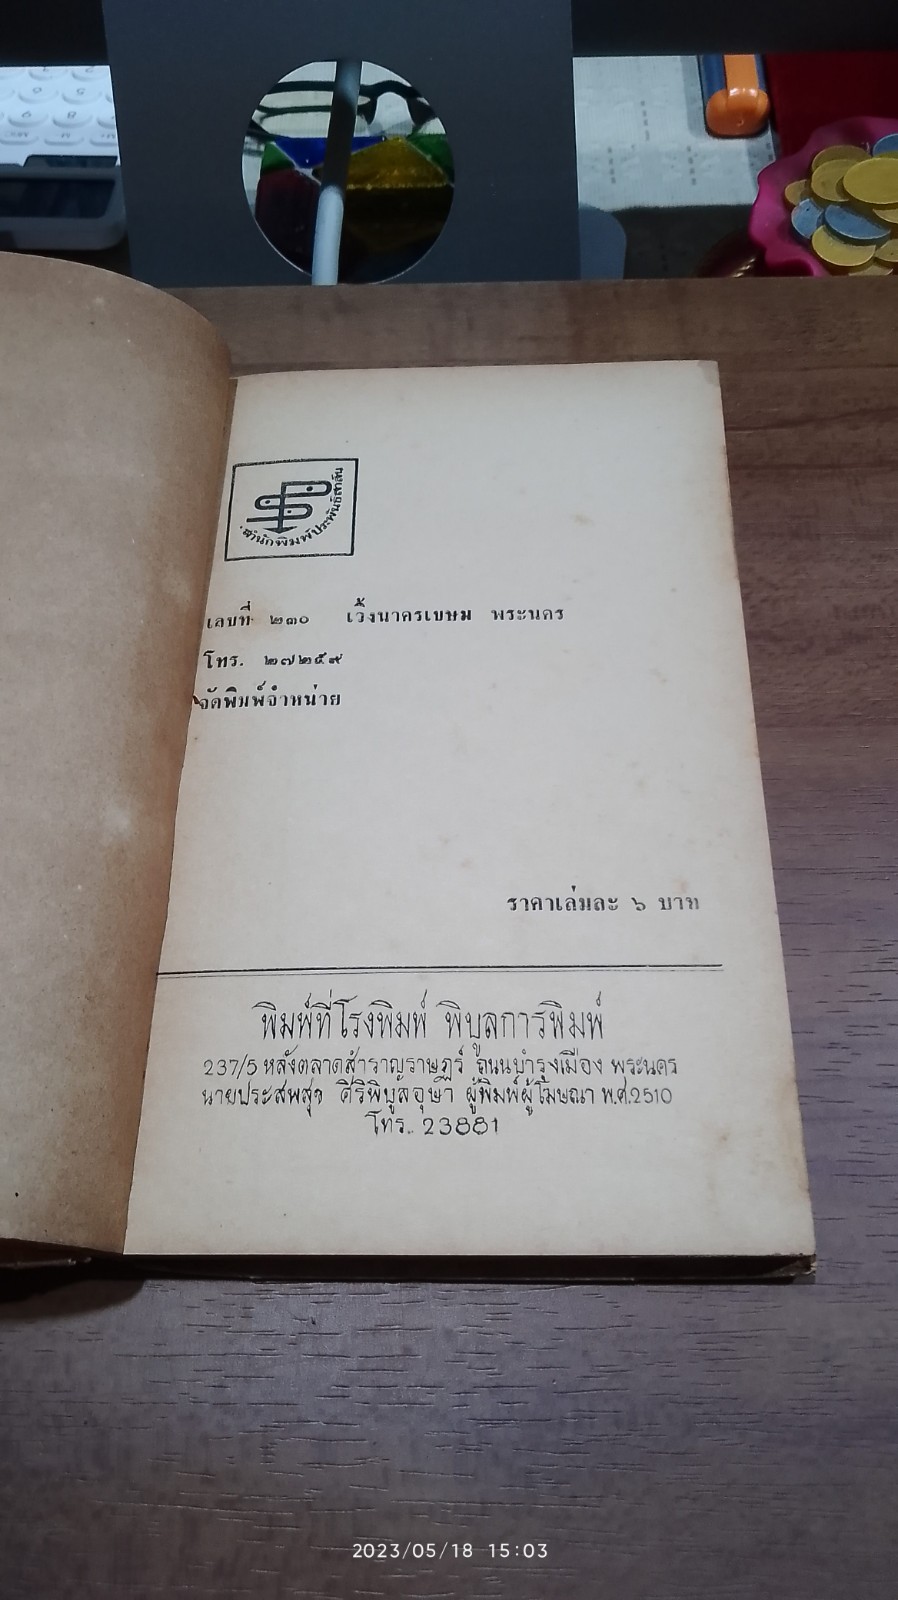 สำนักพิมพ์ประพันธ์สาส์น
เลขที่ ๒๓๐ เวิ้งนาครเขษม พระนคร
โทร. ๒๗๒๕๙
จัดพิมพ์จำหน่าย
ราคาเล่มละ ๖ บาท
พิมพ์ที่โรงพิมพ์ พิบูลการพิมพ์
237/5 หลังตลาดสำราญราษฎร์ ถนนบำรุงเมือง พระนคร
นายประสพสุข ศิริพิบูลอุษา ผู้พิมพ์ผู้โฆษณา พ.ศ.2510
โทร. 23881
2023/05/18 15:03